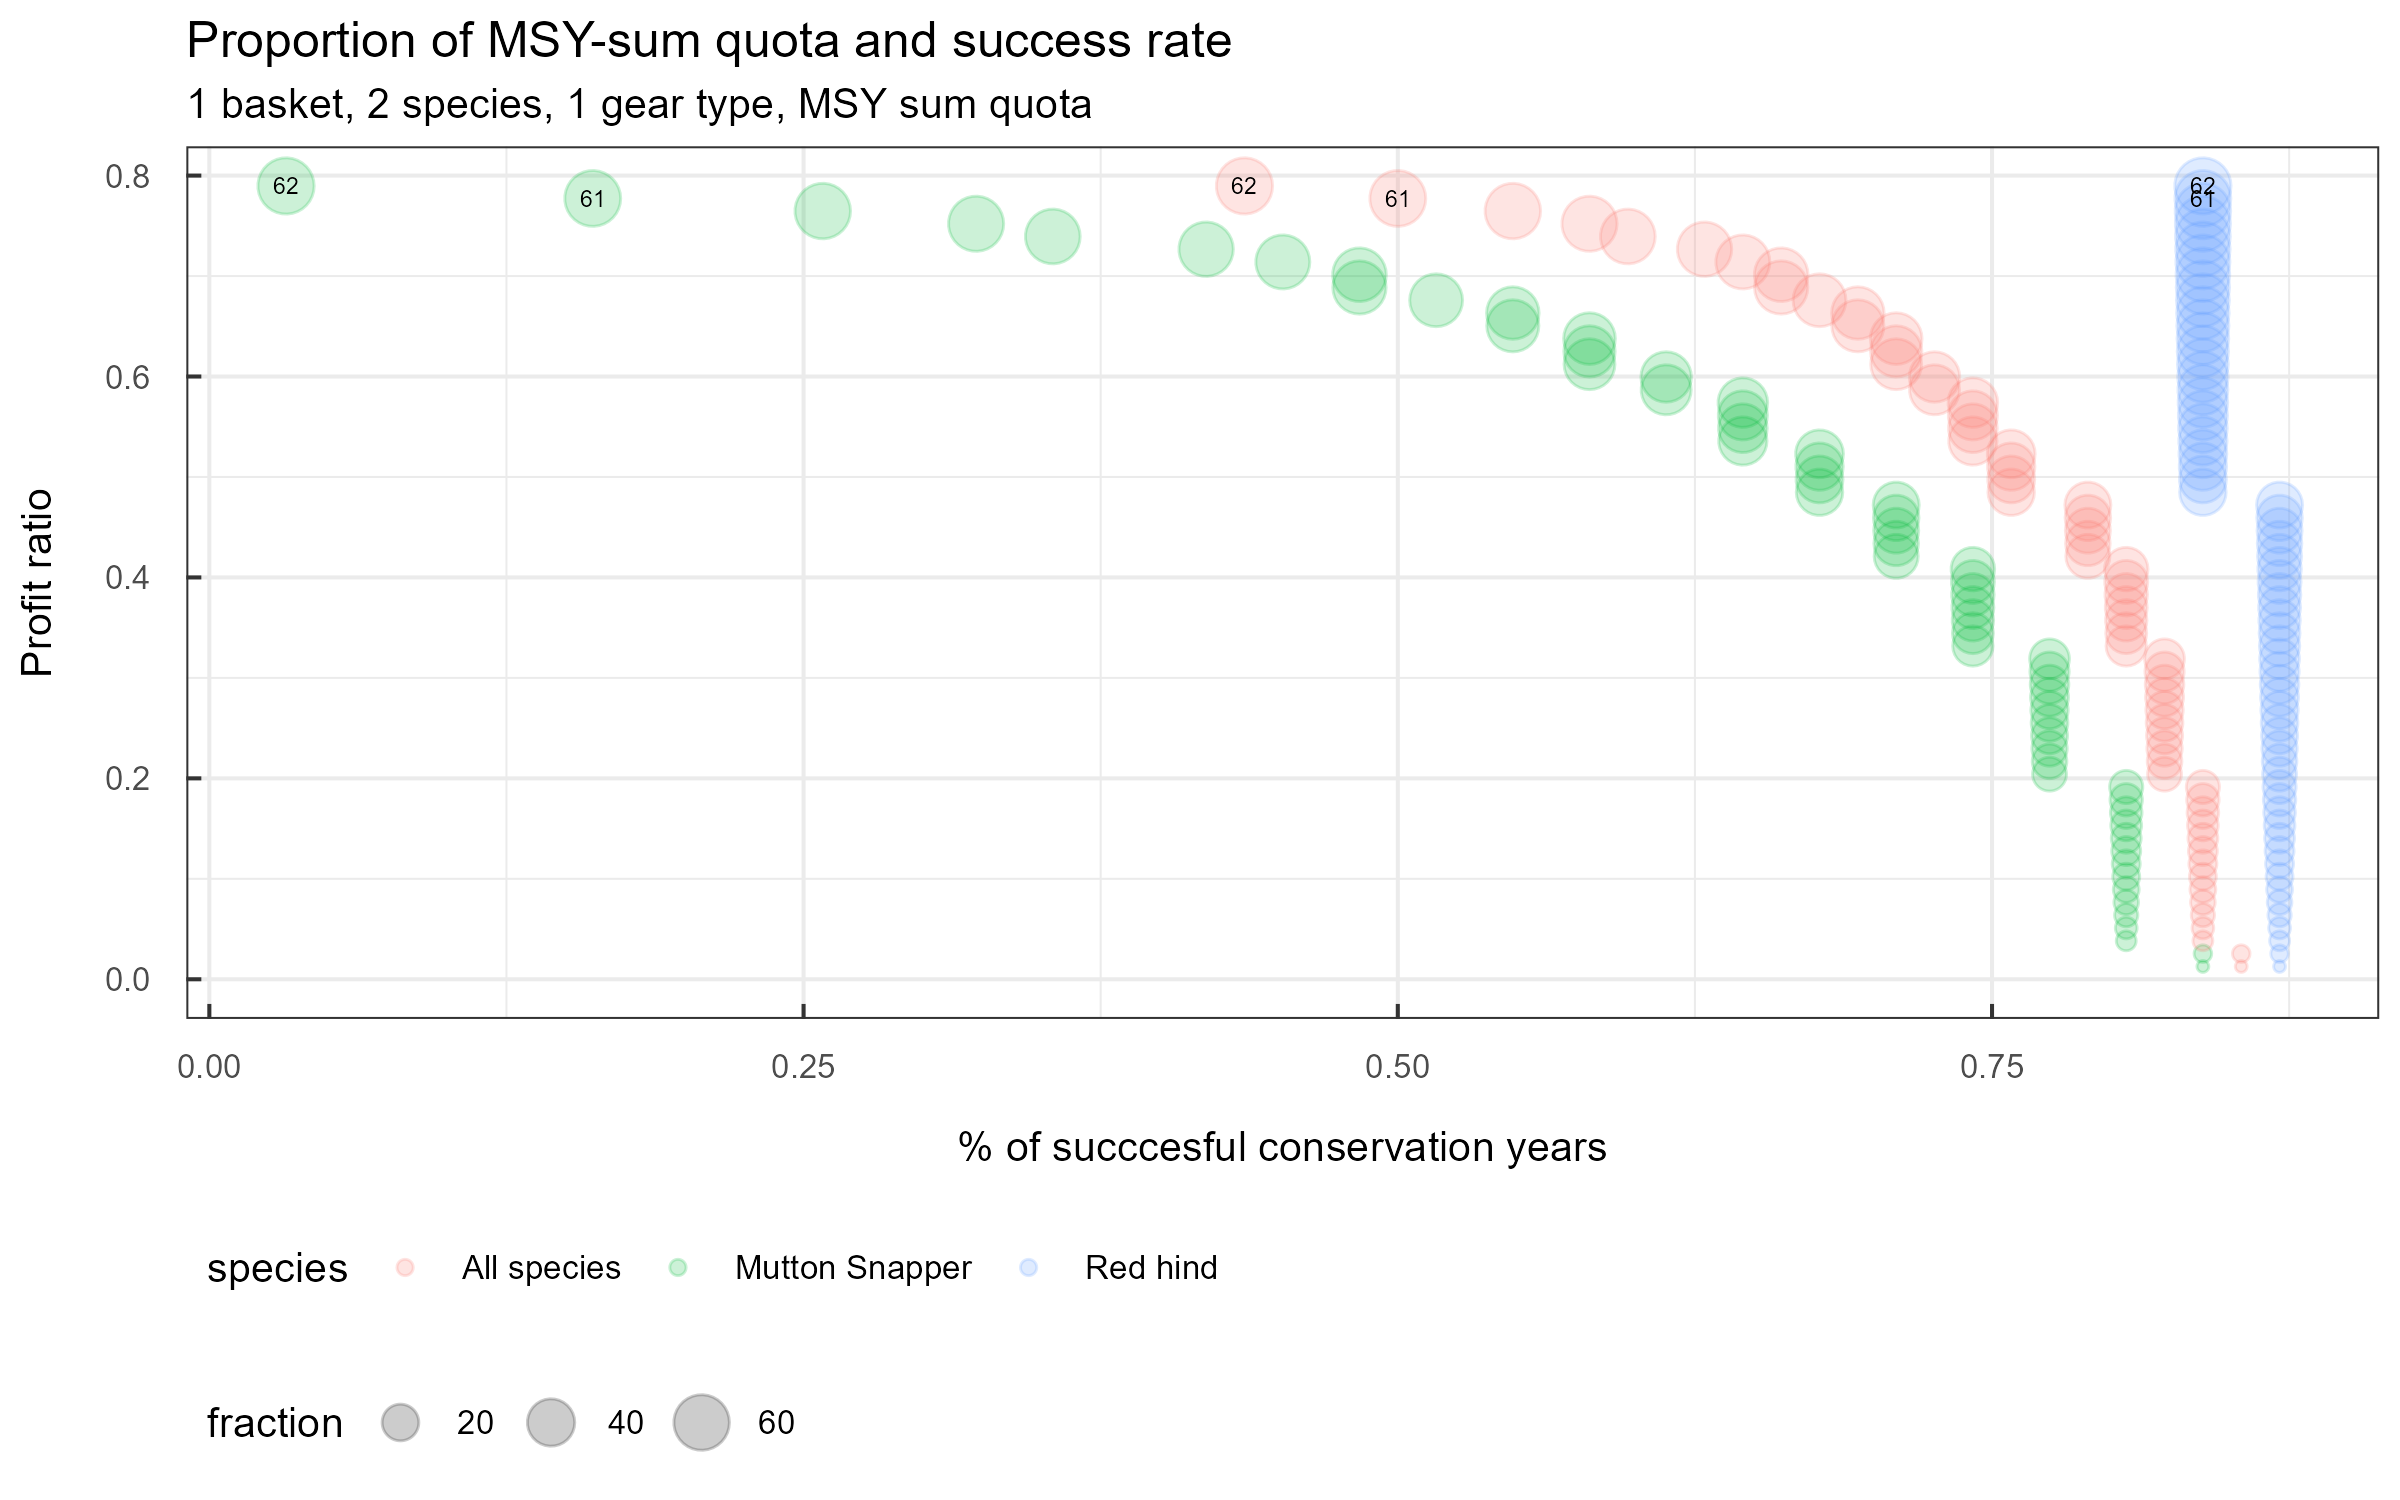 Proportion of MSY-sum quota and success rate
1 basket, 2 species, 1 gear type, MSY sum quota
0.8
0.6
0.4
0.2
0.0
Profit ratio
62
61
62
61
62
61
0.00 0.25 0.50 0.75
% of succcesful conservation years
species All species Mutton Snapper Red hind
fraction 20 40 60